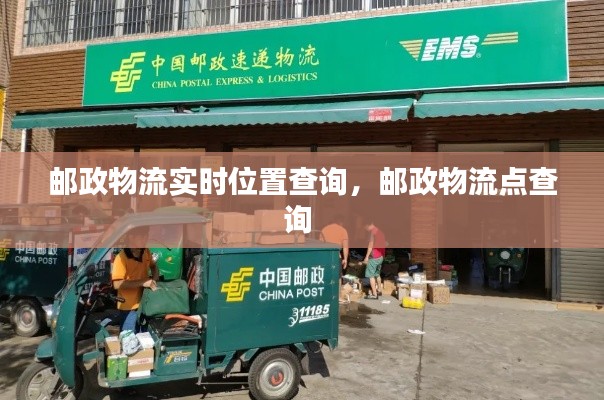 中国邮政速递物流
CHINA POSTAL EXPRESS & LOGISTICS
EMS
邮政物流实时位置查询，邮政物流点查
询
中国邮政
中国邮政
CHINA POST
11185